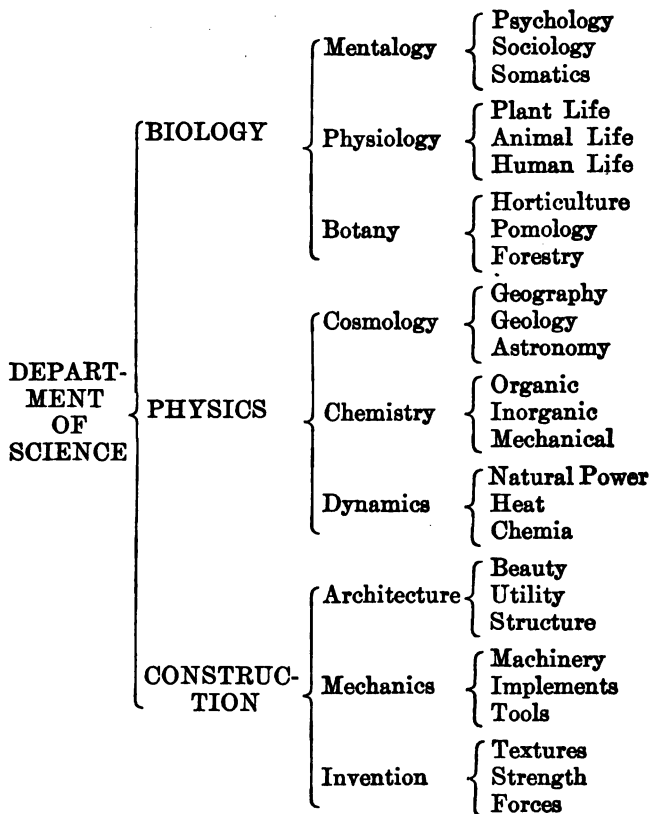 DEPART-
MENT
OF
SCIENCE
BIOLOGY
Mentalogy
Psychology
Sociology
Somatics
Physiology
Plant Life
Animal Life
Human Life
Botany
Horticulture
Pomology
Forestry
PHYSICS
Cosmology
Geography
Geology
Astronomy
Chemistry
Organic
Inorganic
Mechanical
Dynamics
Natural Power
Heat
Chemia
CONSTRUC-
TION
Architecture
Beauty
Utility
Structure
Mechanics
Machinery
Implements
Tools
Invention
Textures
Strength
Forces